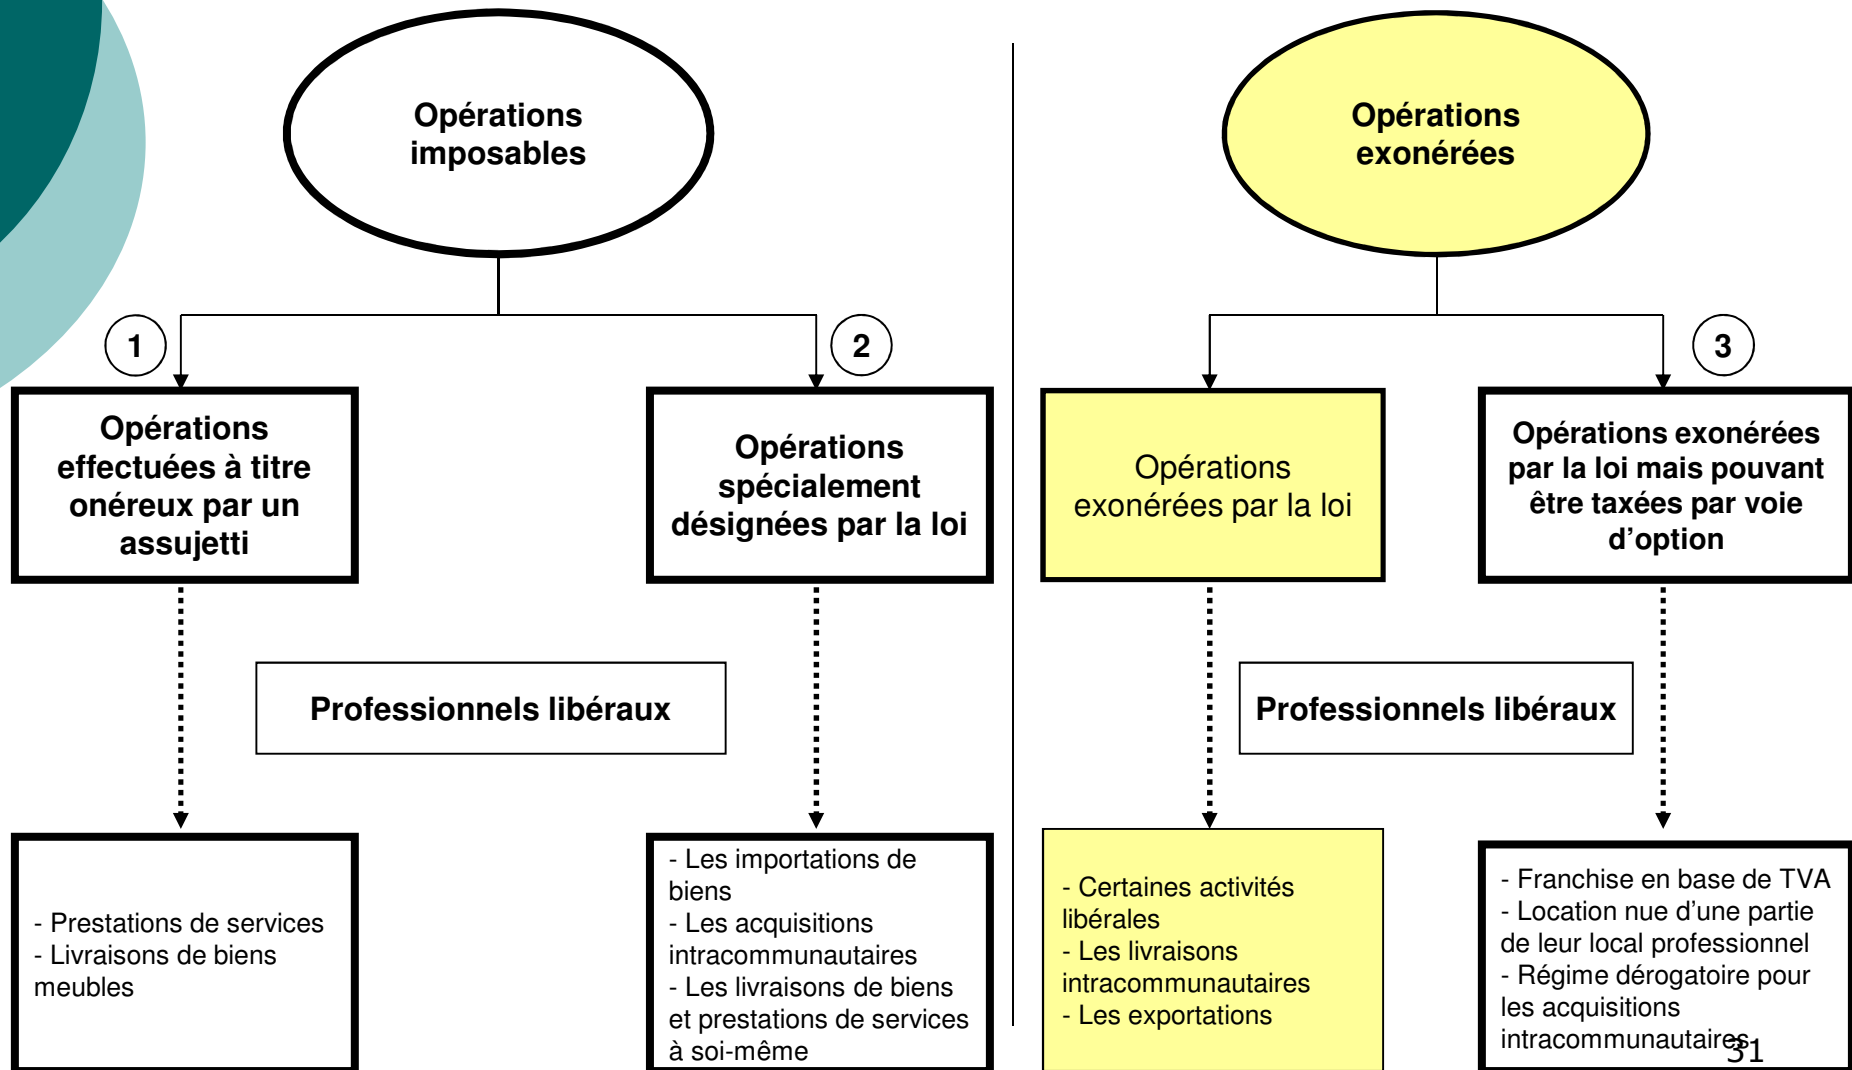 Opérations
imposables
Opérations
exonérées
1
2
3
Opérations
effectuées à titre
onéreux par un
assujetti
Opérations
spécialement
désignées par la loi
Opérations
exonérées par la loi
Opérations exonérées
par la loi mais pouvant
être taxées par voie
d’option
Professionnels libéraux
Professionnels libéraux
- Prestations de services
- Livraisons de biens
meubles
- Les importations de
biens
- Les acquisitions
intracommunautaires
- Les livraisons de biens
et prestations de services
à soi-même
- Certaines activités
libérales
- Les livraisons
intracommunautaires
- Les exportations
- Franchise en base de TVA
- Location nue d’une partie
de leur local professionnel
- Régime dérogatoire pour
les acquisitions
intracommunautaires
31